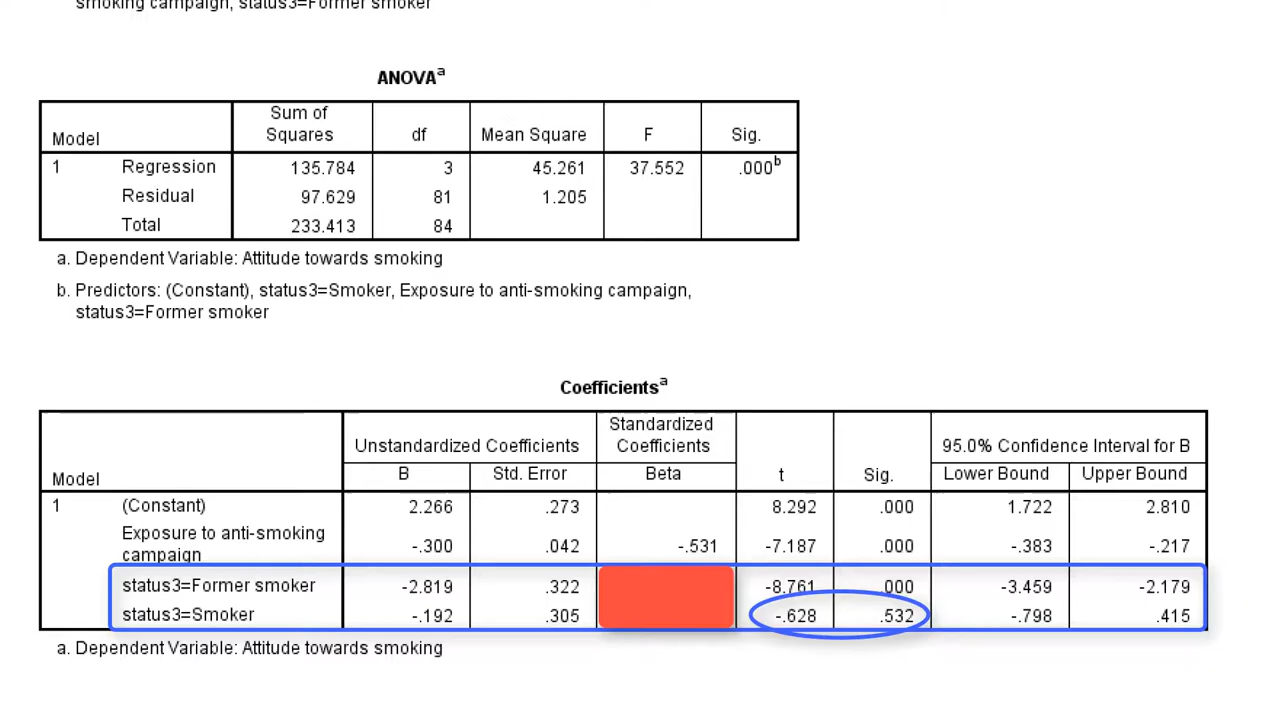 smoking campaign, status3=Former smoker
ANOVAa
Model Sum of Squares df Mean Square F Sig.
1 Regression 135.784 3 45.261 37.552 .000b
Residual 97.629 81 1.205
Total 233.413 84
a. Dependent Variable: Attitude towards smoking
b. Predictors: (Constant), status3=Smoker, Exposure to anti-smoking campaign,
status3=Former smoker
Coefficientsa
Unstandardized Coefficients Standardized Coefficients 95.0% Confidence Interval for B
Model B Std. Error Beta t Sig. Lower Bound Upper Bound
1 (Constant) 2.266 .273 8.292 .000 1.722 2.810
Exposure to anti-smoking campaign -.300 .042 -.531 -7.187 .000 -.383 -.217
status3=Former smoker -2.819 .322 -8.761 .000 -3.459 -2.179
status3=Smoker -.192 .305 -.628 .532 -.798 .415
a. Dependent Variable: Attitude towards smoking